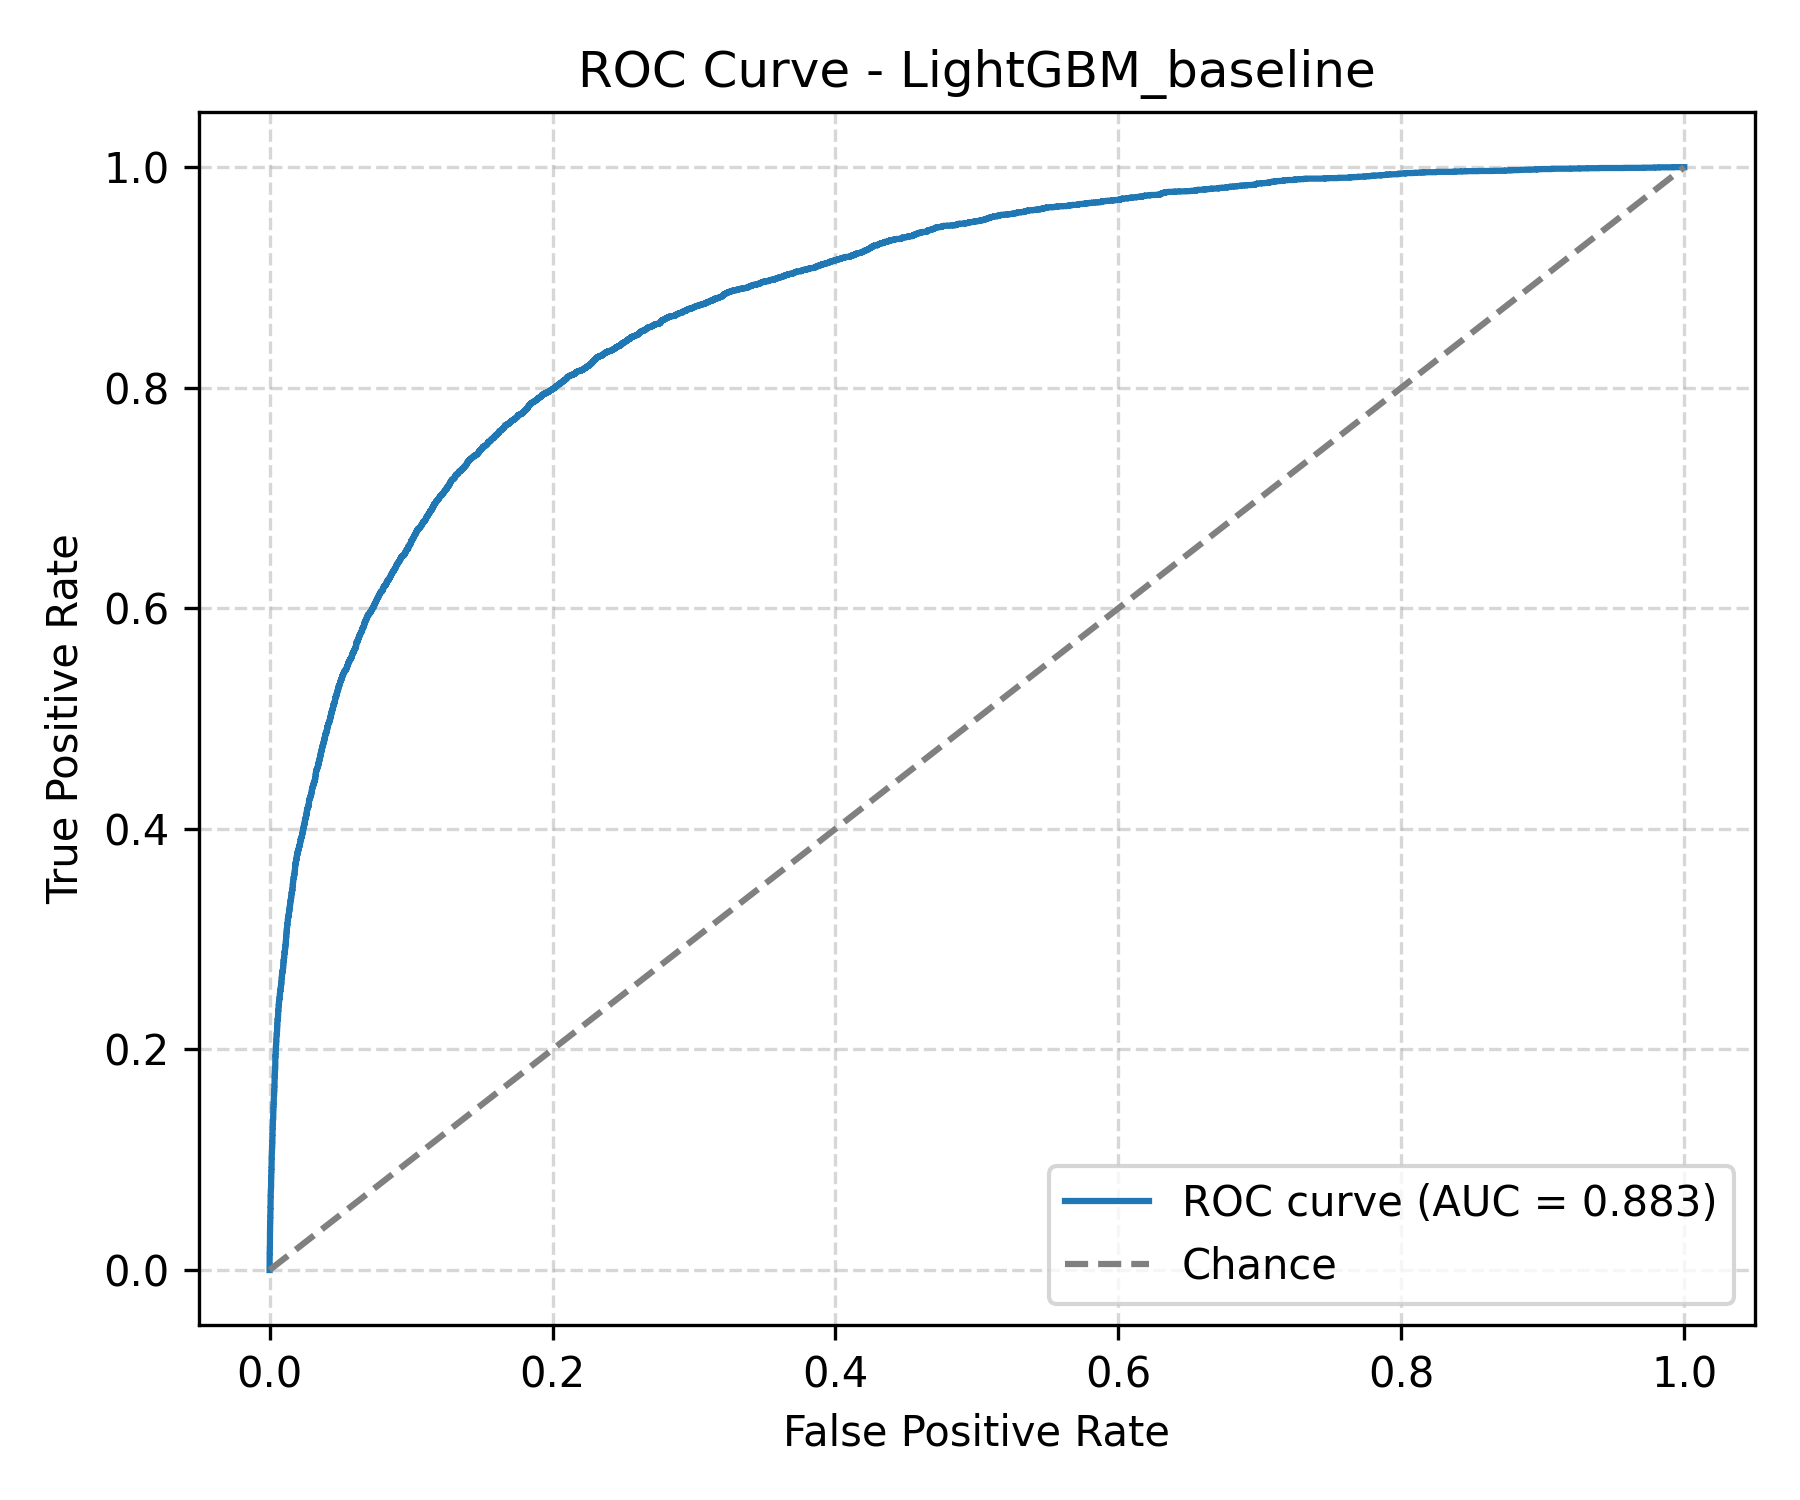 ROC Curve - LightGBM_baseline
True Positive Rate
1.0
0.8
0.6
0.4
0.2
0.0
ROC curve (AUC = 0.883)
Chance
0.0 0.2 0.4 0.6 0.8 1.0
False Positive Rate